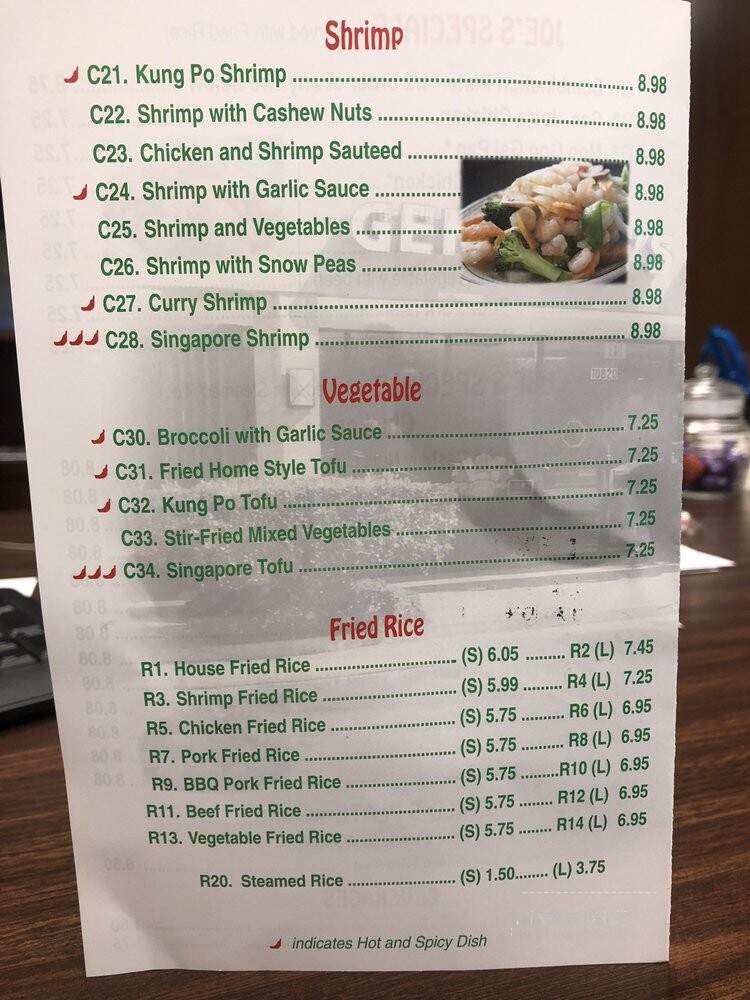 Shrimp
C21. Kung Po Shrimp 8.98
C22. Shrimp with Cashew Nuts 8.98
C23. Chicken and Shrimp Sauteed 8.98
C24. Shrimp with Garlic Sauce 8.98
C25. Shrimp and Vegetables 8.98
C26. Shrimp with Snow Peas 8.98
C27. Curry Shrimp 8.98
C28. Singapore Shrimp 8.98
Vegetable
C30. Broccoli with Garlic Sauce 7.25
C31. Fried Home Style Tofu 7.25
C32. Kung Po Tofu 7.25
C33. Stir-Fried Mixed Vegetables 7.25
C34. Singapore Tofu 7.25
Fried Rice
R1. House Fried Rice (S) 6.05 R2 (L) 7.45
R3. Shrimp Fried Rice (S) 5.99 R4 (L) 7.25
R5. Chicken Fried Rice (S) 5.75 R6 (L) 6.95
R7. Pork Fried Rice (S) 5.75 R8 (L) 6.95
R9. BBQ Pork Fried Rice (S) 5.75 R10 (L) 6.95
R11. Beef Fried Rice (S) 5.75 R12 (L) 6.95
R13. Vegetable Fried Rice (S) 5.75 R14 (L) 6.95
R20. Steamed Rice (S) 1.50 (L) 3.75
indicates Hot and Spicy Dish